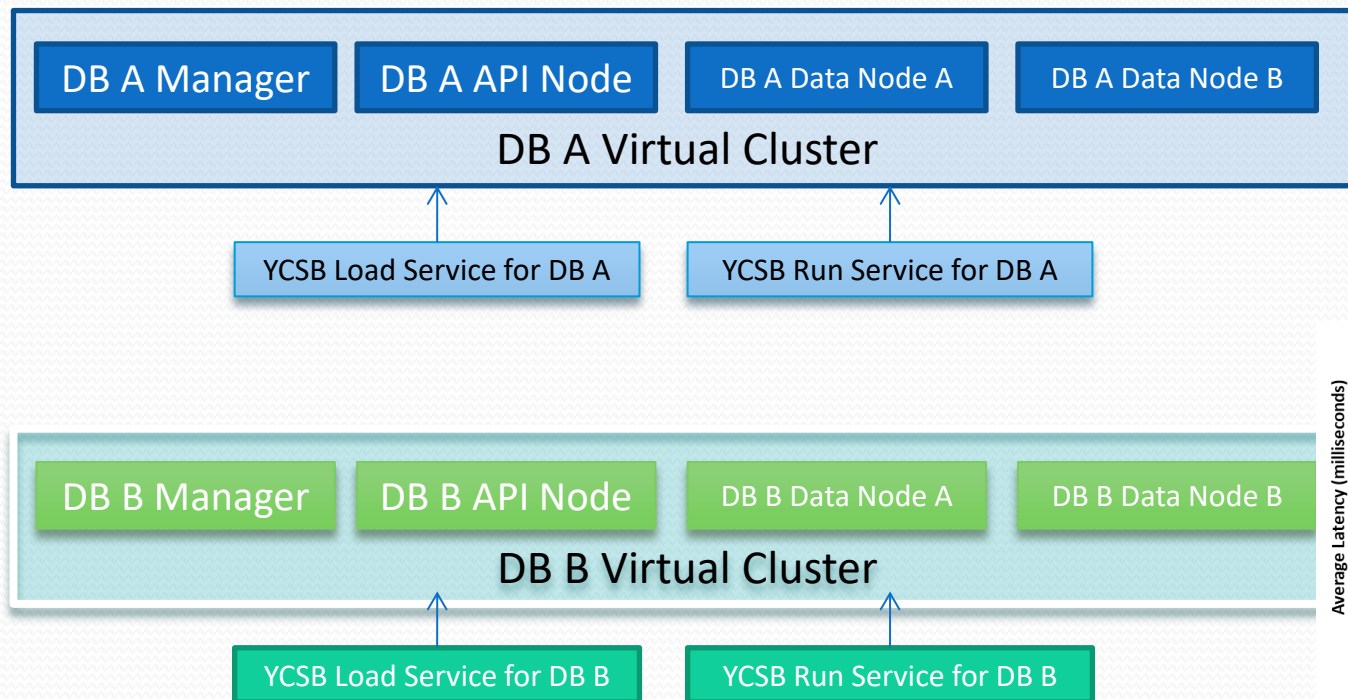 DB A Manager
DB A API Node
DB A Data Node A
DB A Data Node B
DB A Virtual Cluster
YCSB Load Service for DB A
YCSB Run Service for DB A
Average Latency (milliseconds)
DB B Manager
DB B API Node
DB B Data Node A
DB B Data Node B
DB B Virtual Cluster
YCSB Load Service for DB B
YCSB Run Service for DB B